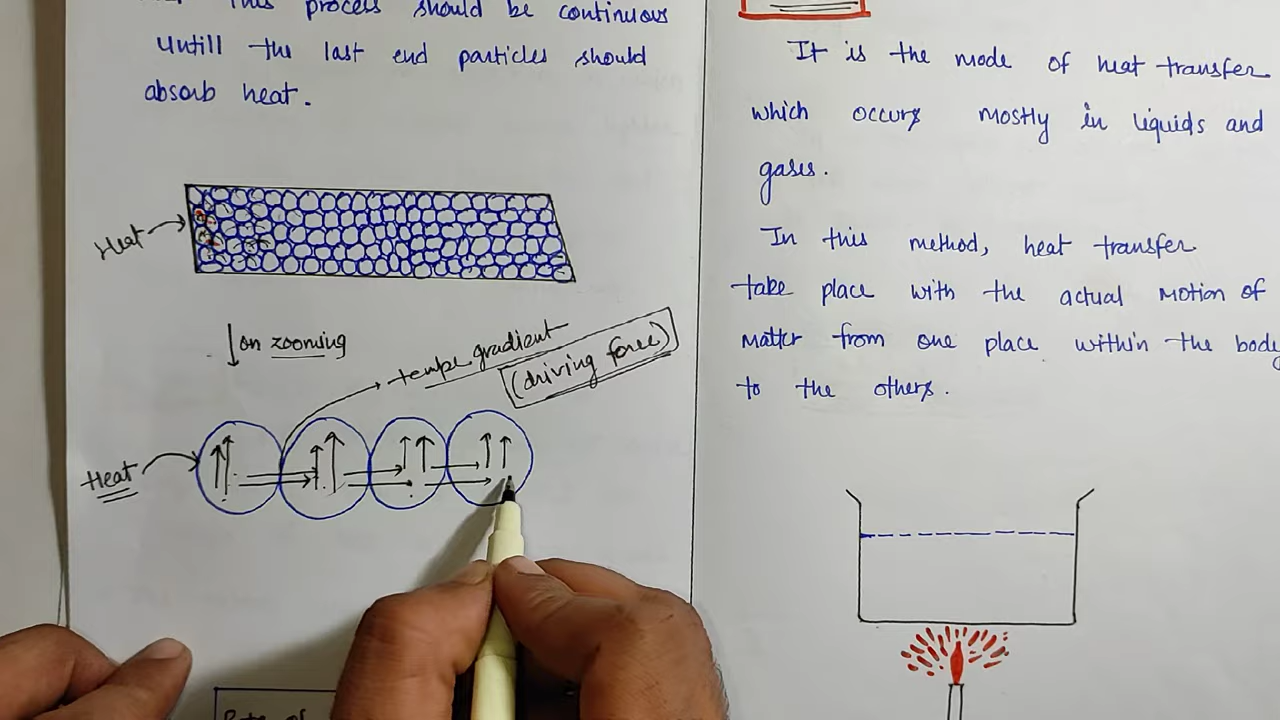 This process should be continuous
Untill the last end particles should
absorb heat.
Heat
on zooming
tempe gradient
(driving force)
Heat
Rate of
It is the mode of heat transfer
which occurs mostly in liquids and
gases.
In this method, heat transfer
take place with the actual motion of
matter from one place within the body
to the others.